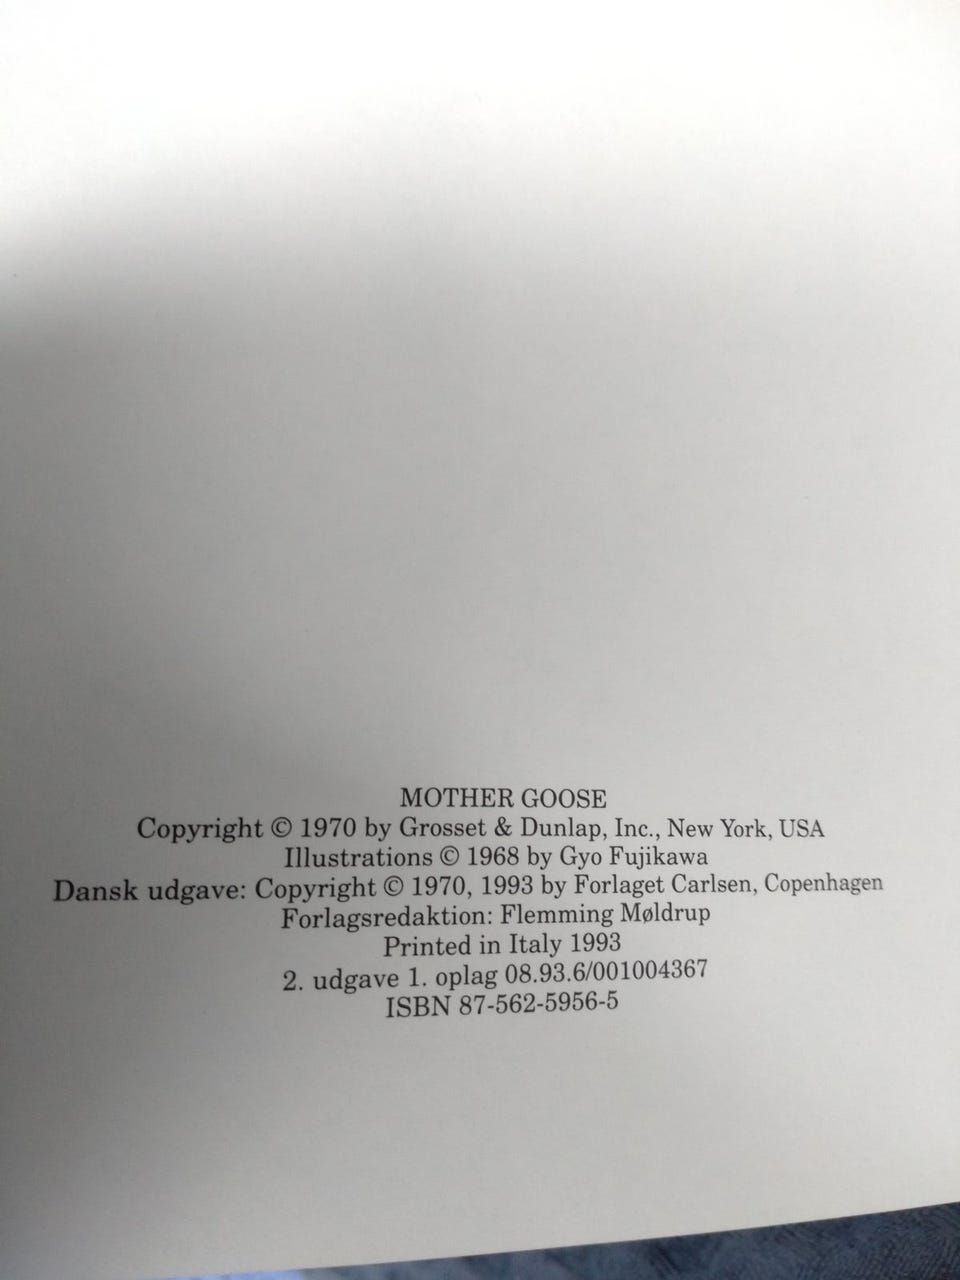 MOTHER GOOSE
Copyright © 1970 by Grosset & Dunlap, Inc., New York, USA
Illustrations © 1968 by Gyo Fujikawa
Dansk udgave: Copyright © 1970, 1993 by Forlaget Carlsen, Copenhagen
Forlagsredaktion: Flemming Møldrup
Printed in Italy 1993
2. udgave 1. oplag 08.93.6/001004367
ISBN 87-562-5956-5